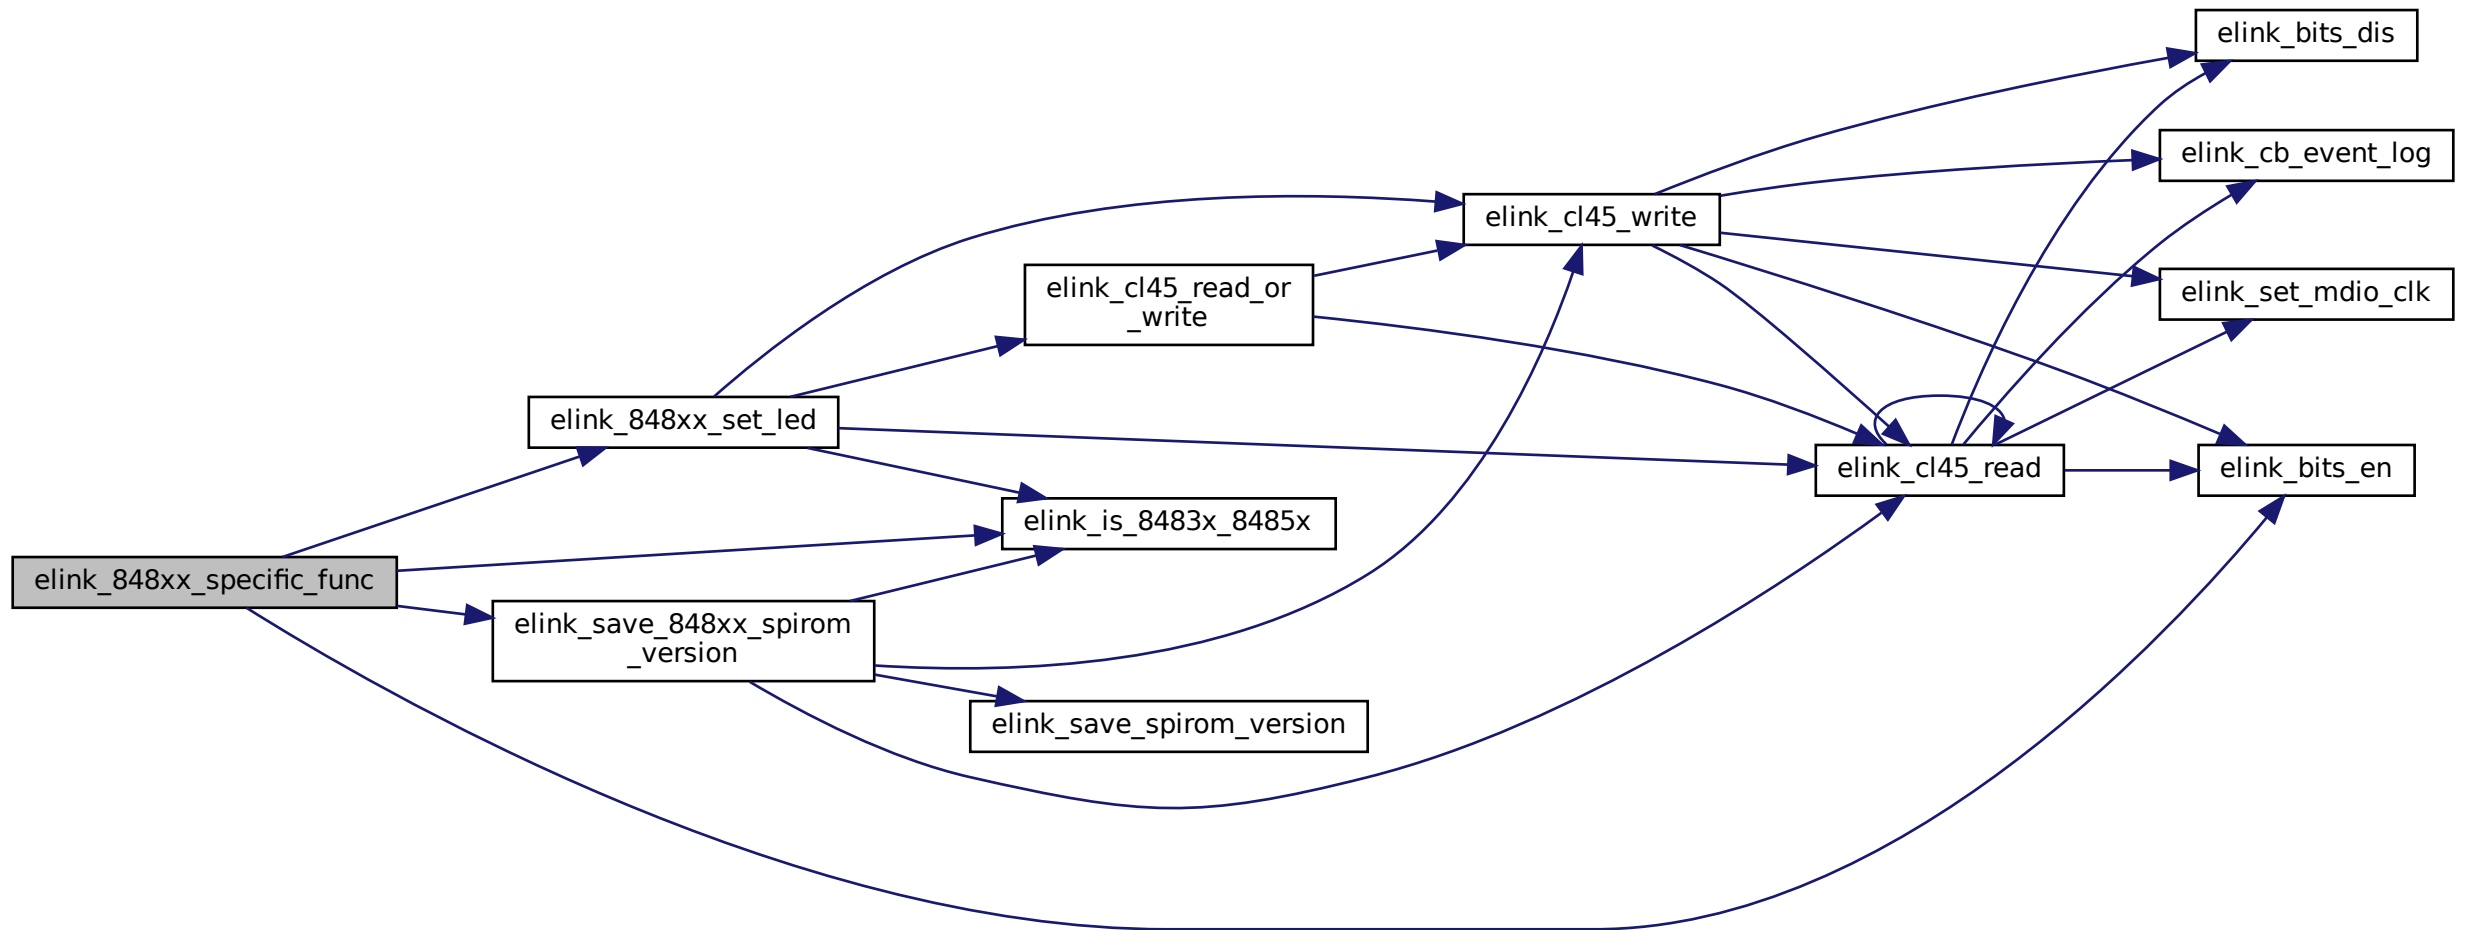 elink_bits_dis
elink_cb_event_log
elink_cl45_write
elink_cl45_read_or
_write
elink_set_mdio_clk
elink_848xx_set_led
elink_cl45_read
elink_bits_en
elink_is_8483x_8485x
elink_848xx_specific_func
elink_save_848xx_spirom
_version
elink_save_spirom_version